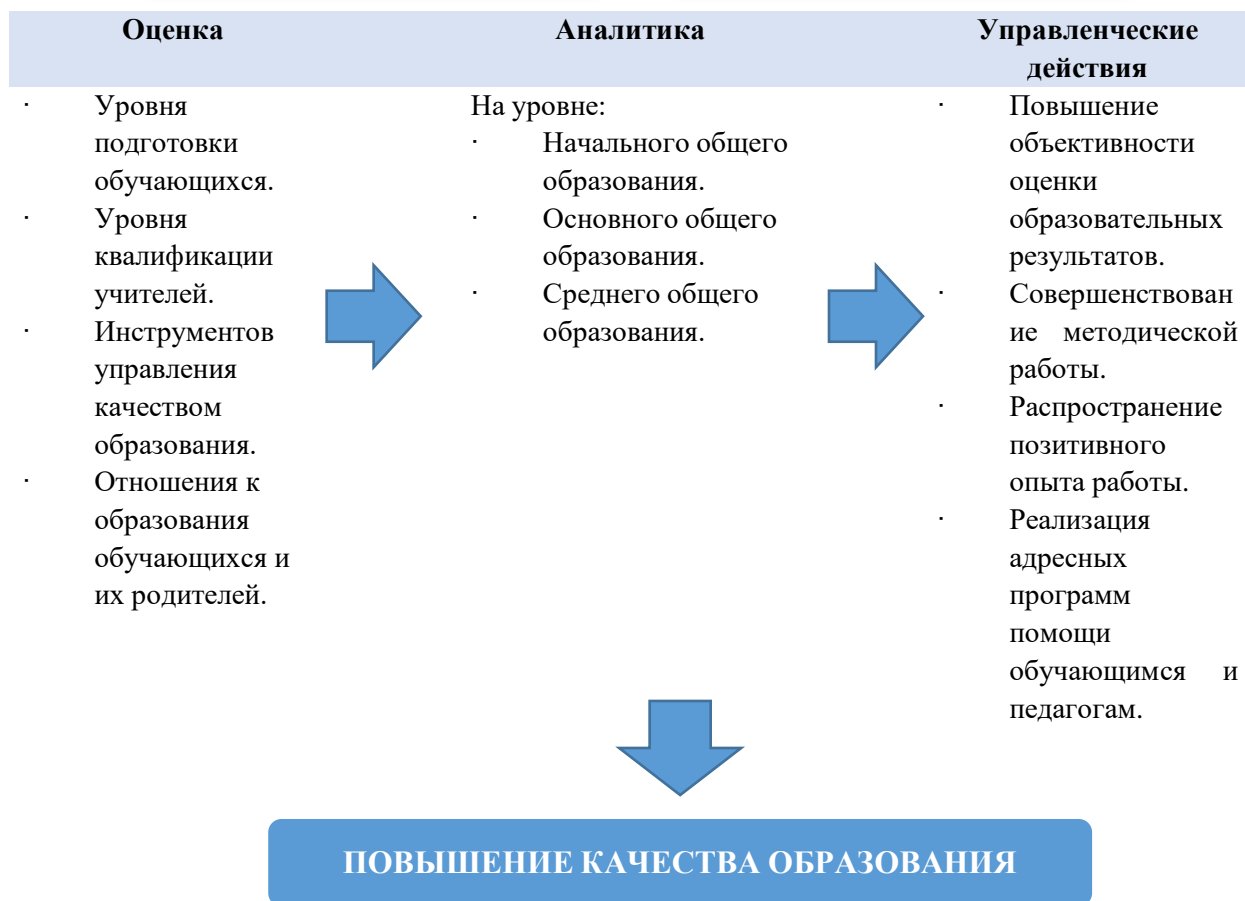 Оценка
Аналитика
Управленческие
действия
· Уровня
подготовки
обучающихся.
· Уровня
квалификации
учителей.
· Инструментов
управления
качеством
образования.
· Отношения к
образования
обучающихся и
их родителей.
На уровне:
· Начального общего
образования.
· Основного общего
образования.
· Среднего общего
образования.
· Повышение
объективности
оценки
образовательных
результатов.
· Совершенствован
ие методической
работы.
· Распространение
позитивного
опыта работы.
· Реализация
адресных
программ
помощи
обучающимся и
педагогам.
ПОВЫШЕНИЕ КАЧЕСТВА ОБРАЗОВАНИЯ